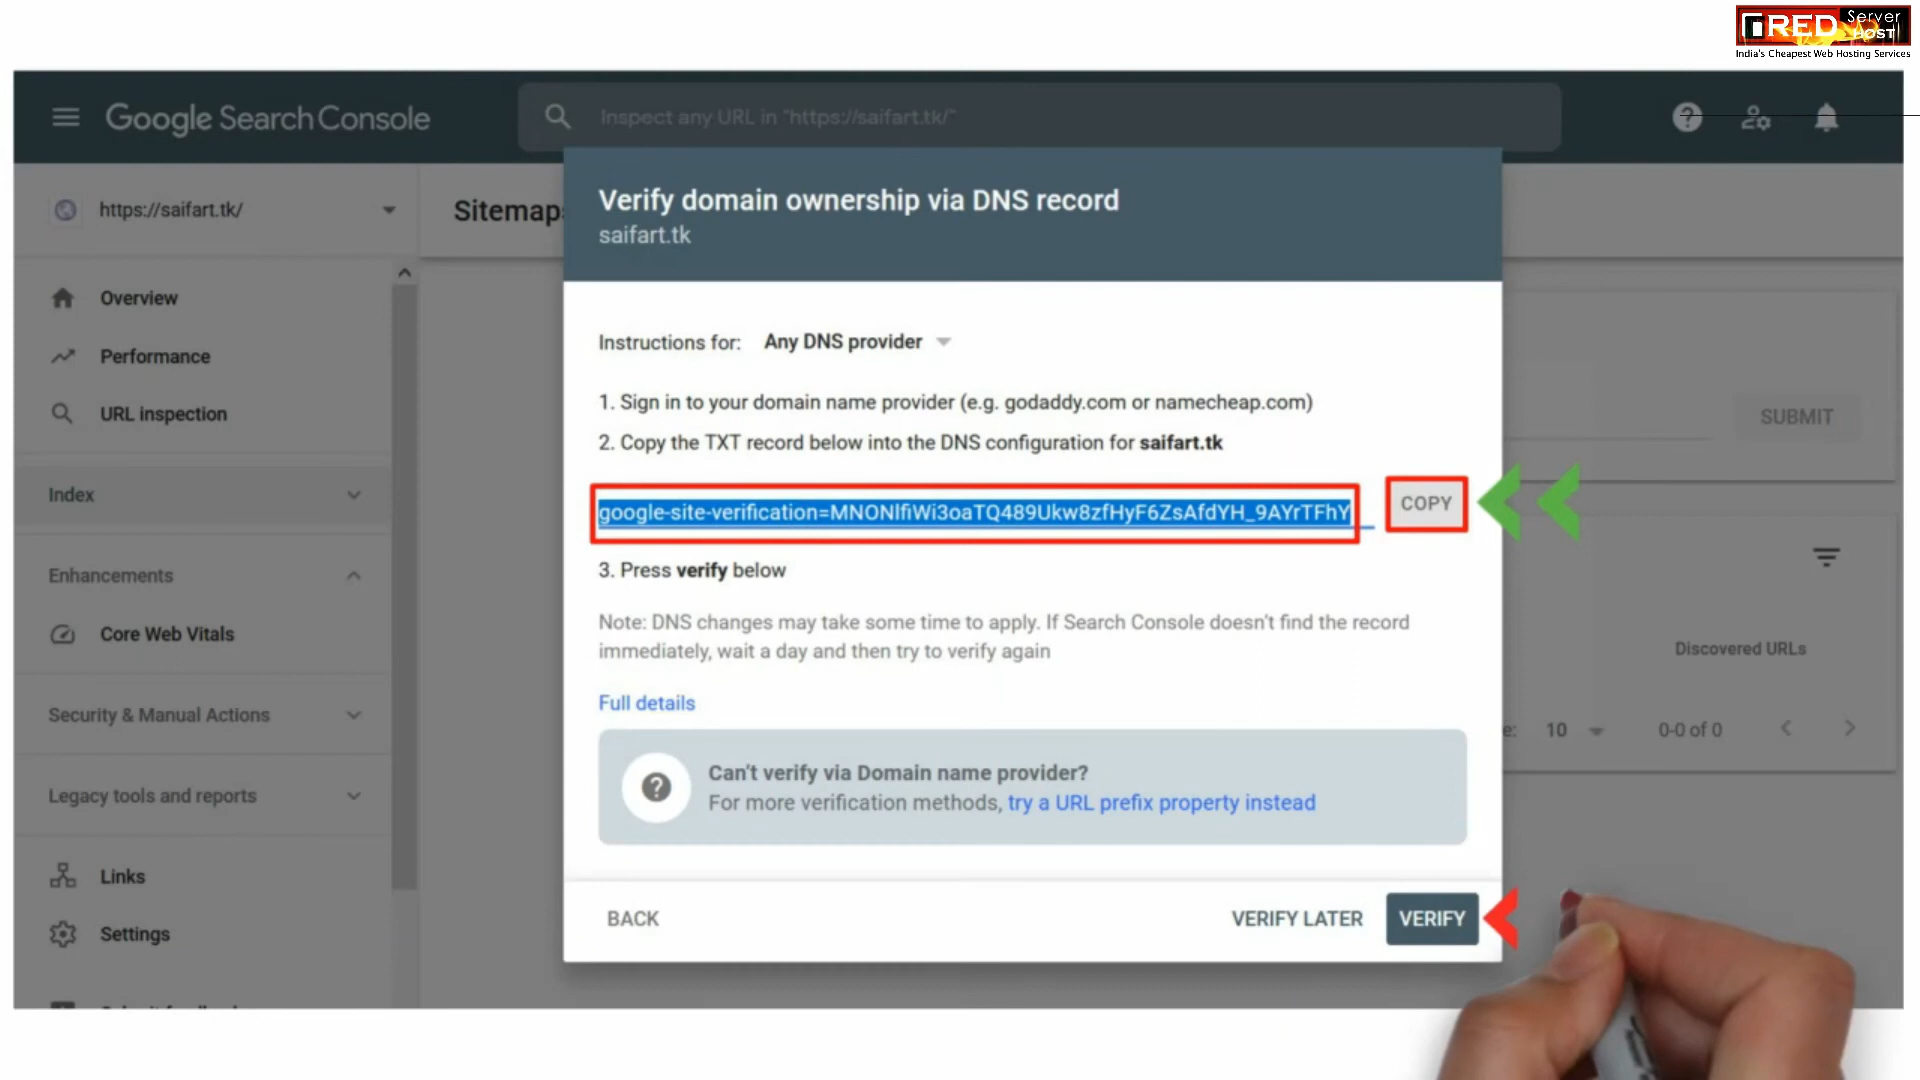 RED Server
HOST
India's Cheapest Web Hosting Services
Google Search Console
Inspect any URL in "https://saifart.tk/"
https://saifart.tk/
Sitemaps
Verify domain ownership via DNS record
saifart.tk
Overview
Performance
URL inspection
Index
Enhancements
Core Web Vitals
Security & Manual Actions
Legacy tools and reports
Links
Settings
Instructions for: Any DNS provider
1. Sign in to your domain name provider (e.g. godaddy.com or namecheap.com)
2. Copy the TXT record below into the DNS configuration for saifart.tk
google-site-verification=MNONlfiWi3oaTQ489Ukw8zfHyF6ZsAfdYH_9AYrTFhY
COPY
3. Press verify below
Note: DNS changes may take some time to apply. If Search Console doesn't find the record
immediately, wait a day and then try to verify again
Full details
Can't verify via Domain name provider?
For more verification methods, try a URL prefix property instead
BACK
VERIFY LATER
VERIFY
SUBMIT
Discovered URLs
10
0-0 of 0